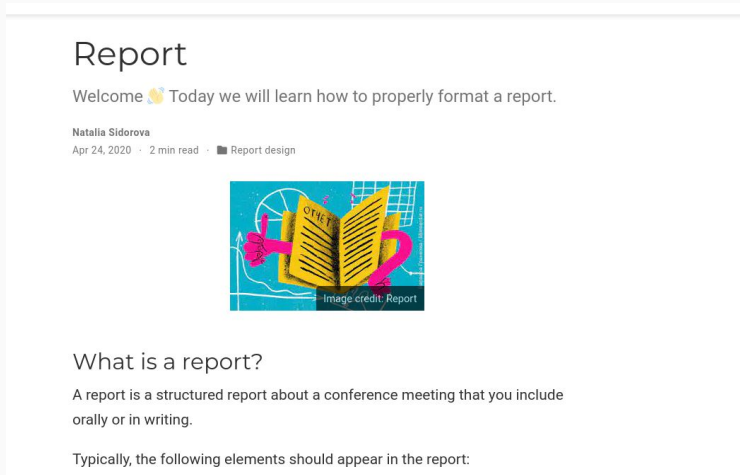 Report
Welcome 👋 Today we will learn how to properly format a report.
Natalia Sidorova
Apr 24, 2020 · 2 min read · Report design
ОТЧЕТ
Image credit: Report
What is a report?
A report is a structured report about a conference meeting that you include
orally or in writing.
Typically, the following elements should appear in the report: